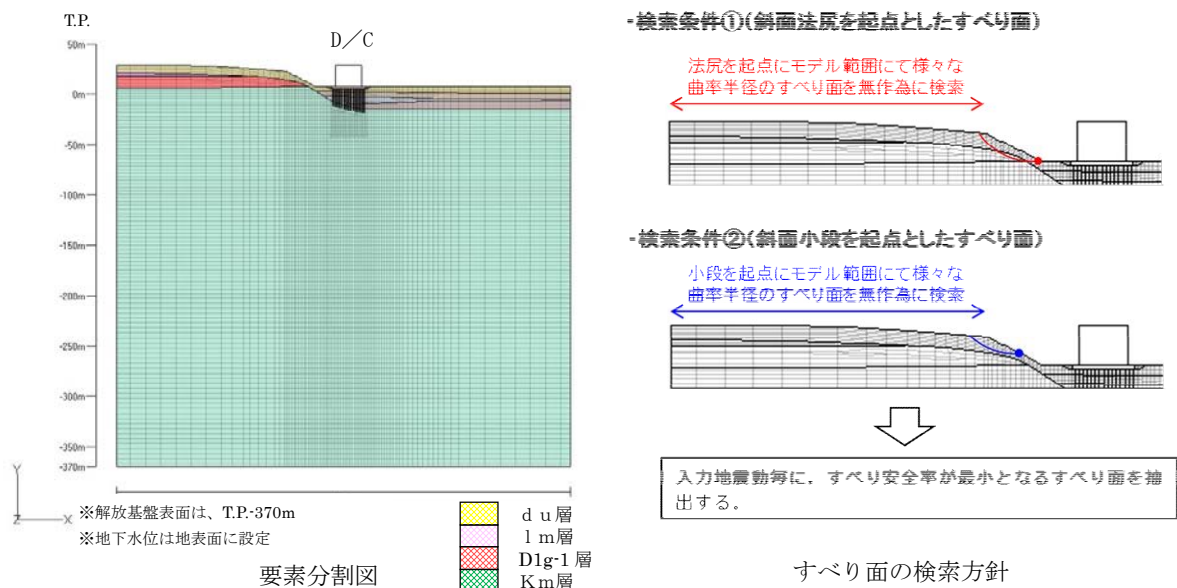 T.P.
D／C
50m
0m
-50m
-100m
-150m
-200m
-250m
-300m
-350m
-370m
Y
Z
X
※解放基盤表面は、T.P.-370m
※地下水位は地表面に設定
ｄｕ層
ｌｍ層
D1g-1 層
Ｋｍ層
要素分割図
・検索条件①(斜面法尻を起点としたすべり面)
法尻を起点にモデル範囲にて様々な
曲率半径のすべり面を無作為に検索
・検索条件②(斜面小段を起点としたすべり面)
小段を起点にモデル範囲にて様々な
曲率半径のすべり面を無作為に検索
入力地震動毎に，すべり安全率が最小となるすべり面を抽
出する。
すべり面の検索方針